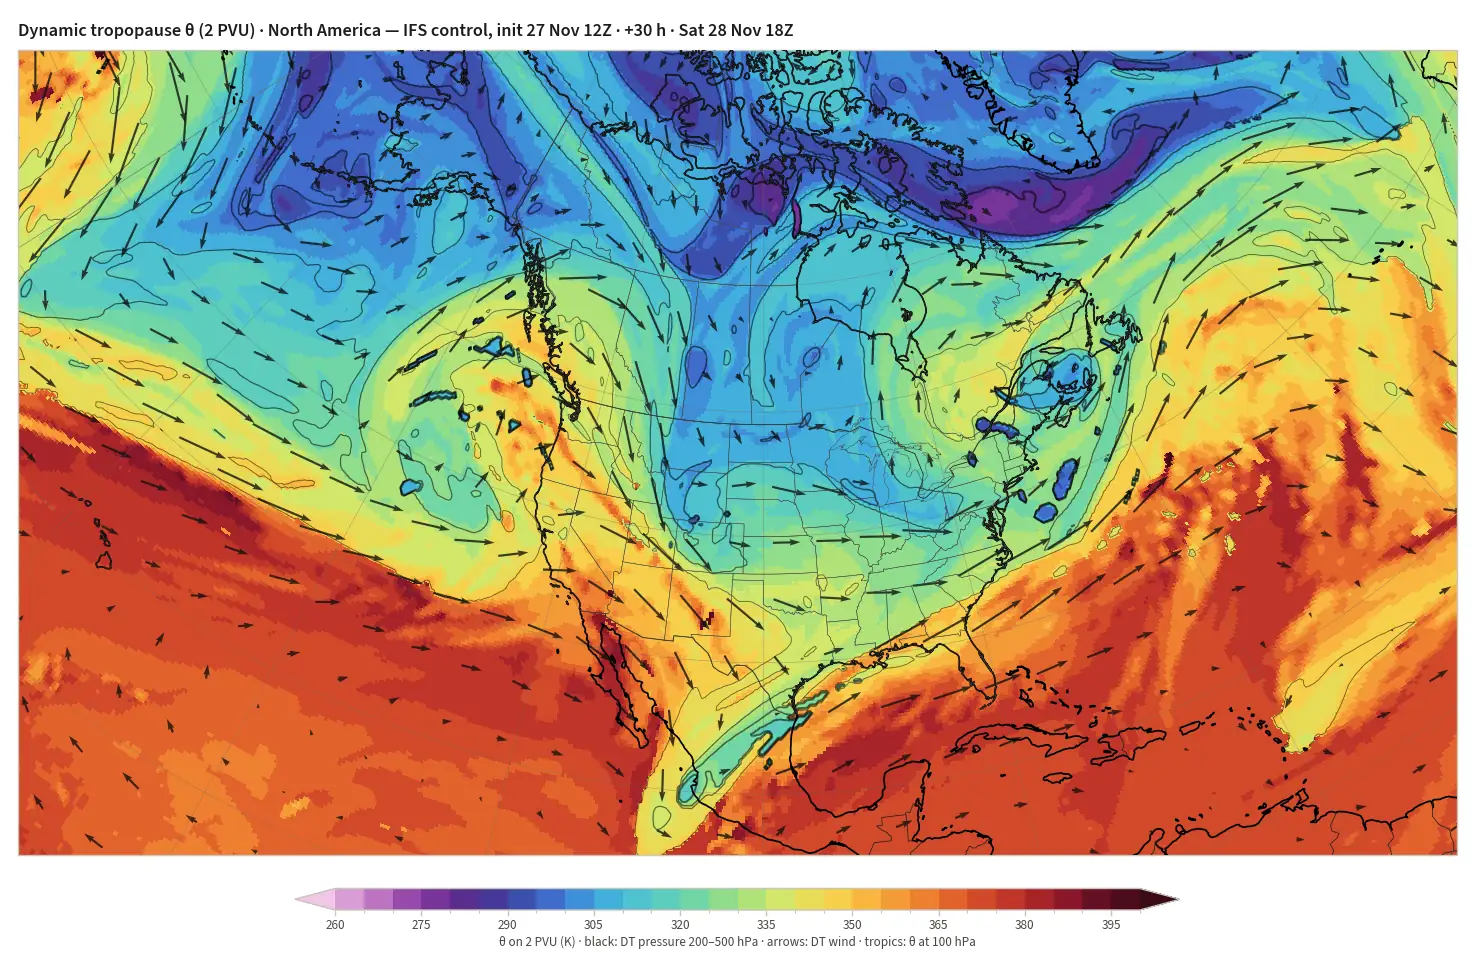 Dynamic tropopause θ (2 PVU) · North America — IFS control, init 27 Nov 12Z · +30 h · Sat 28 Nov 18Z
260 275 290 305 320 335 350 365 380 395
θ on 2 PVU (K) · black: DT pressure 200–500 hPa · arrows: DT wind · tropics: θ at 100 hPa